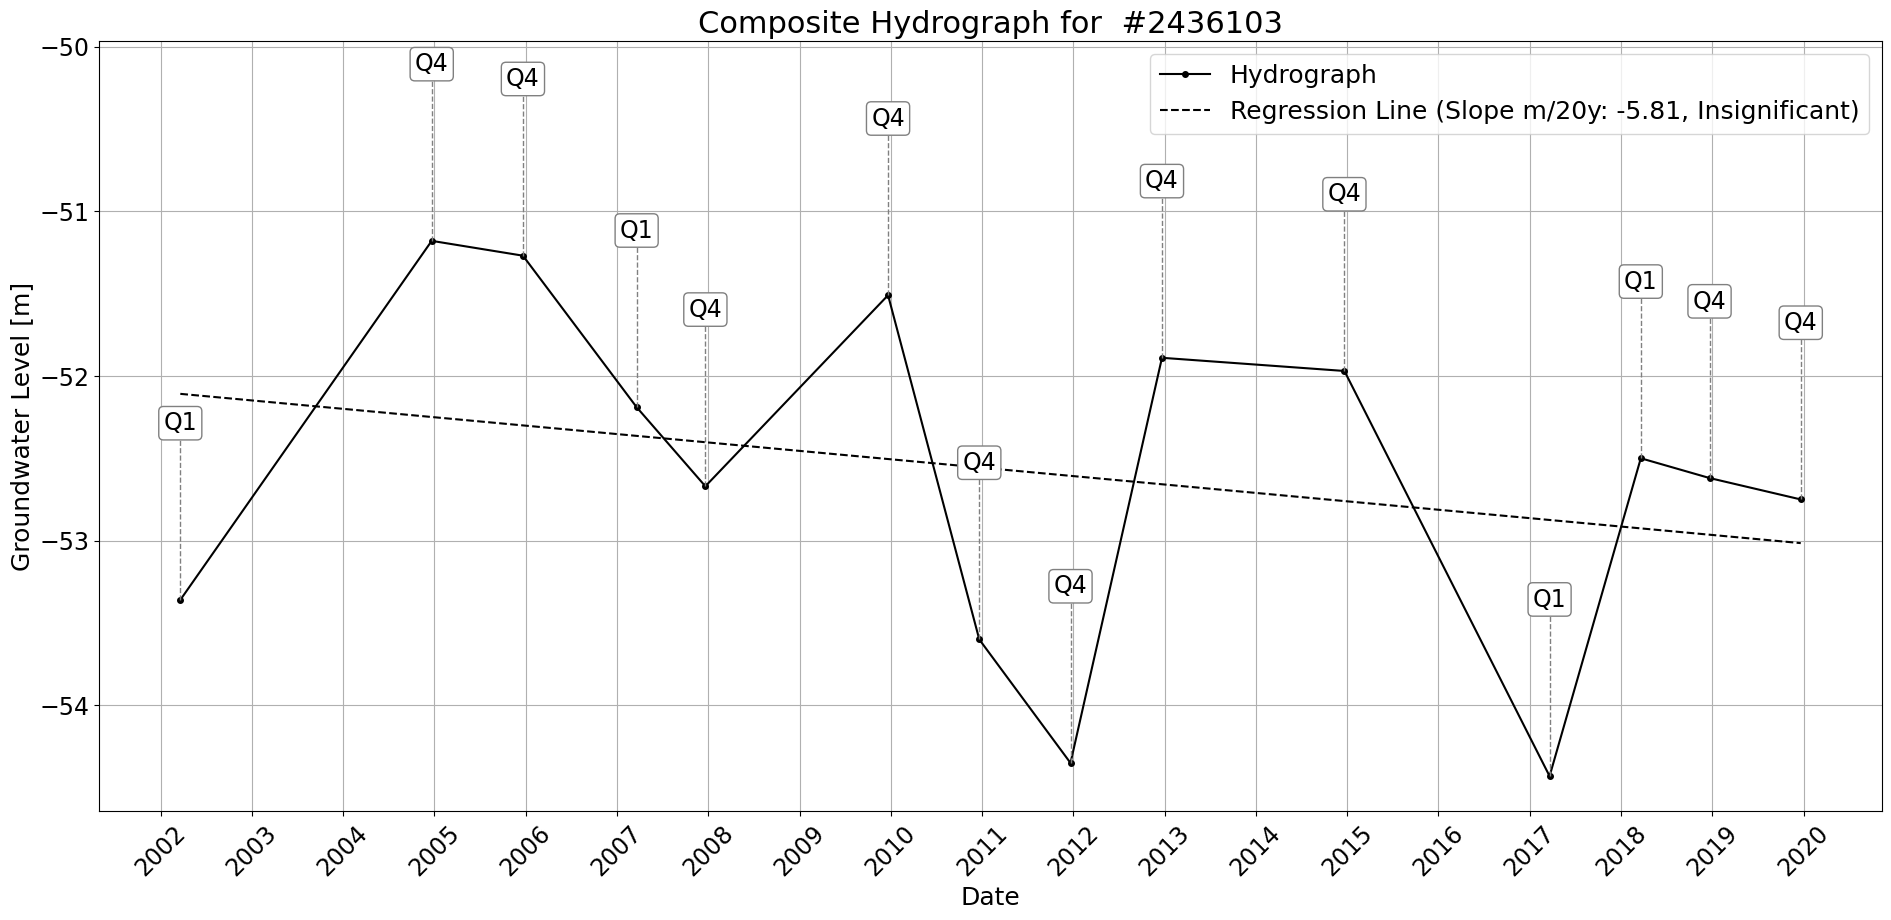 Composite Hydrograph for  #2436103
Hydrograph
Regression Line (Slope m/20y: -5.81, Insignificant)
Groundwater Level [m]
−50
−51
−52
−53
−54
Q1
Q4
Q4
Q1
Q4
Q4
Q4
Q4
Q4
Q4
Q1
Q1
Q4
Q4
2002
2003
2004
2005
2006
2007
2008
2009
2010
2011
2012
2013
2014
2015
2016
2017
2018
2019
2020
Date